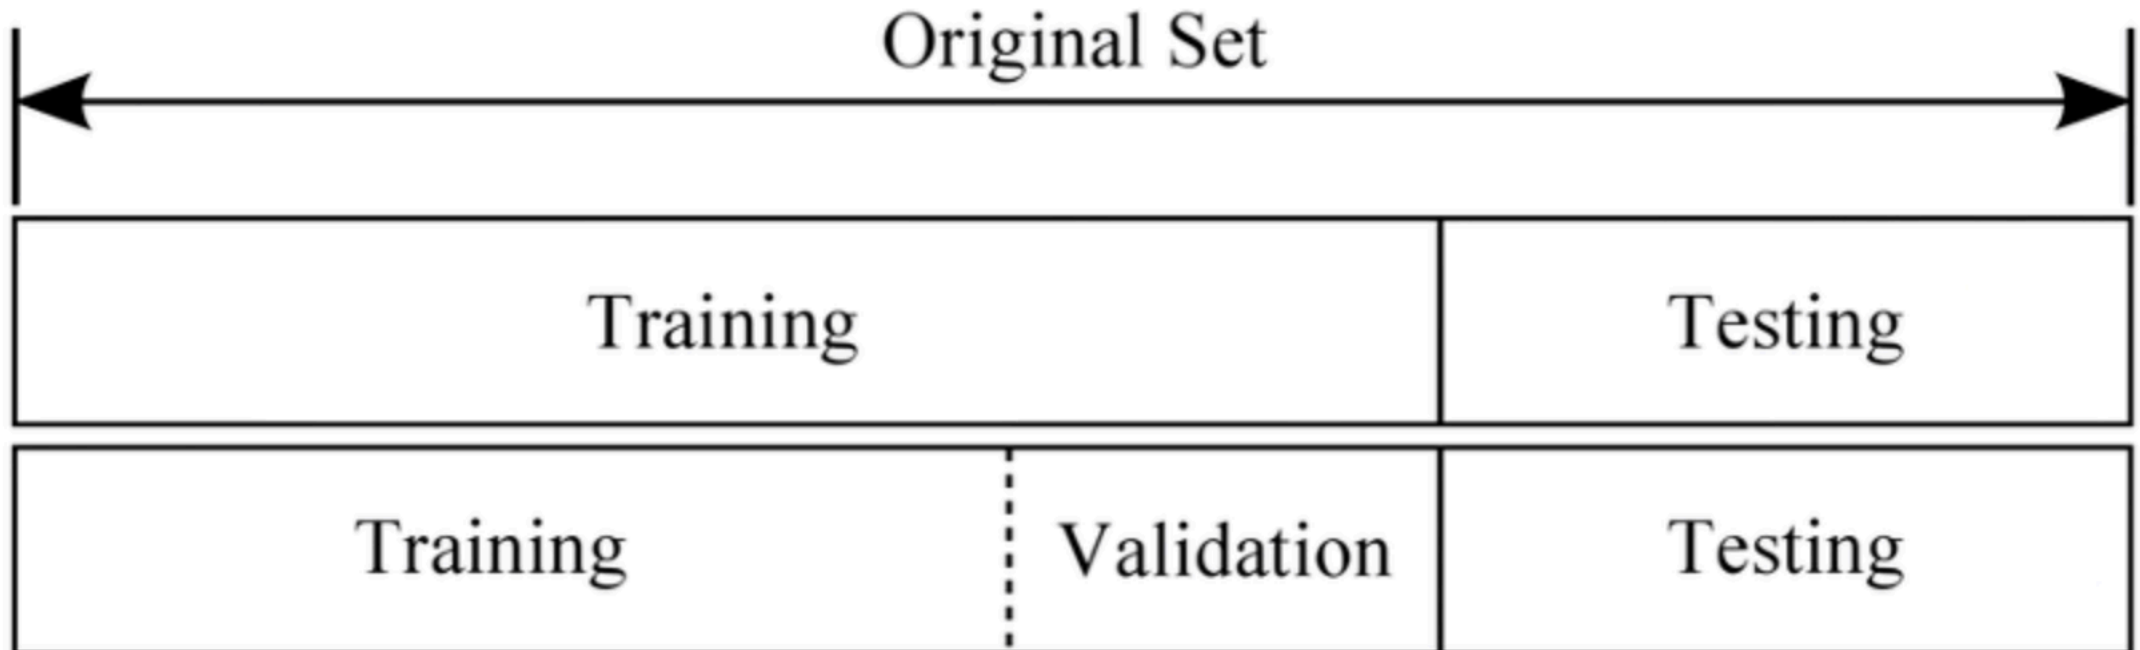 Original Set
Training Testing
Training Validation Testing